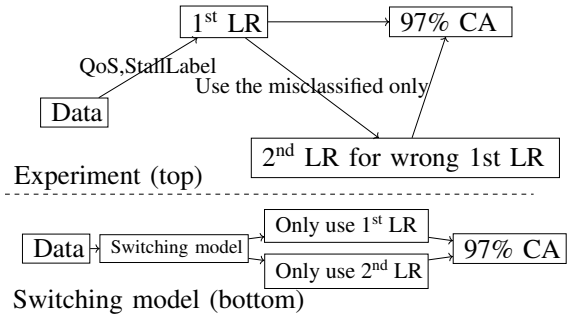 1st LR
97% CA
QoS,StallLabel
Use the misclassified only
Data
2nd LR for wrong 1st LR
Experiment (top)
Only use 1st LR
Data
Switching model
97% CA
Only use 2nd LR
Switching model (bottom)